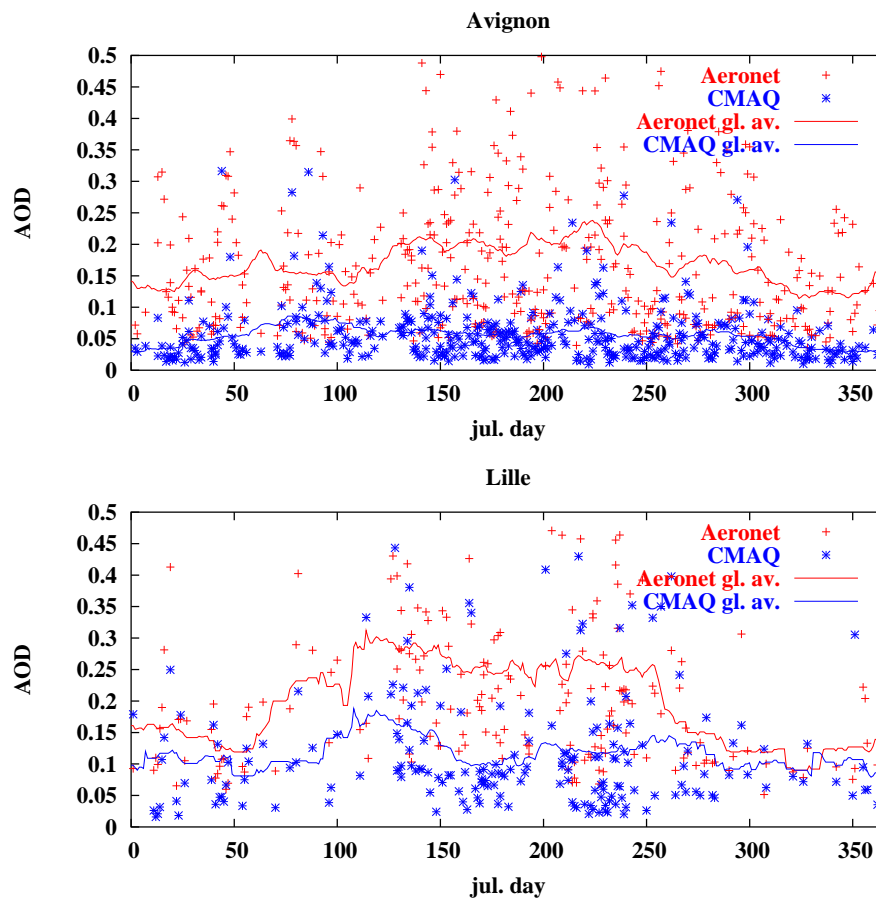 Avignon
0.5
0.45
0.4
0.35
0.3
0.25
0.2
0.15
0.1
0.05
0
AOD
Aeronet
CMAQ
Aeronet gl. av.
CMAQ gl. av.
0 50 100 150 200 250 300 350
jul. day
Lille
0.5
0.45
0.4
0.35
0.3
0.25
0.2
0.15
0.1
0.05
0
AOD
Aeronet
CMAQ
Aeronet gl. av.
CMAQ gl. av.
0 50 100 150 200 250 300 350
jul. day